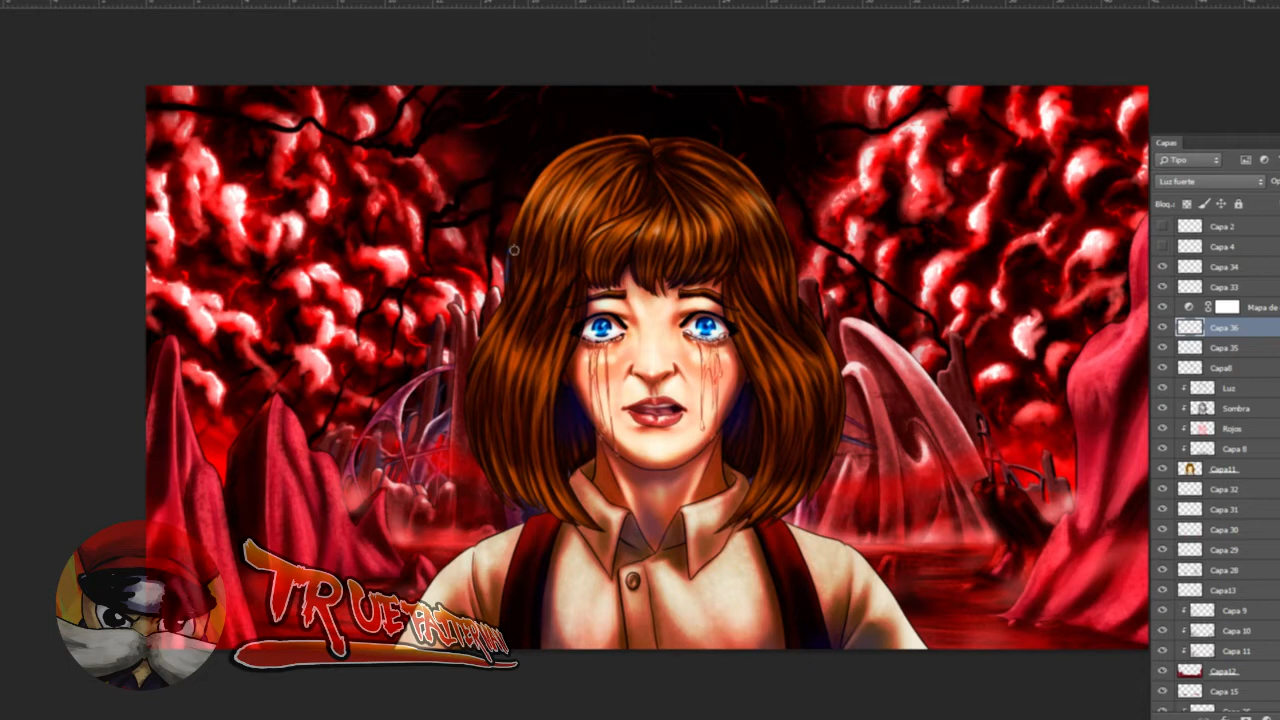 Capas
Tipo
Luz fuerte
Bloq.:
Capa 2
Capa 4
Capa 34
Capa 33
Mapa de
Capa 36
Capa 35
Capa8
Luz
Sombra
Rojos
Capa 8
Capa11
Capa 32
Capa 31
Capa 30
Capa 29
Capa 28
Capa13
Capa 9
Capa 10
Capa 11
Capa12
Capa 15
TRUEFAITERMAN